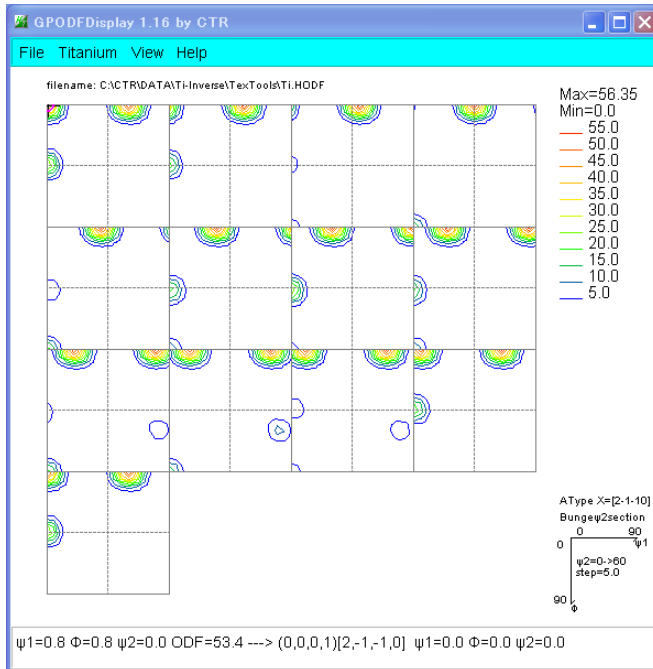 GPODFDisplay 1.16 by CTR
File Titanium View Help
filename: C:\CTR\DATA\Ti-Inverse\TexTools\Ti.HODF
Max=56.35
Min=0.0
55.0
50.0
45.0
40.0
35.0
30.0
25.0
20.0
15.0
10.0
5.0
AType X=[2-1-10]
Bungeψ2section
0 90
0 ψ1
ψ2=0->60
step=5.0
90
Φ
ψ1=0.8 Φ=0.8 ψ2=0.0 ODF=53.4 ---> (0,0,0,1)[2,-1,-1,0] ψ1=0.0 Φ=0.0 ψ2=0.0